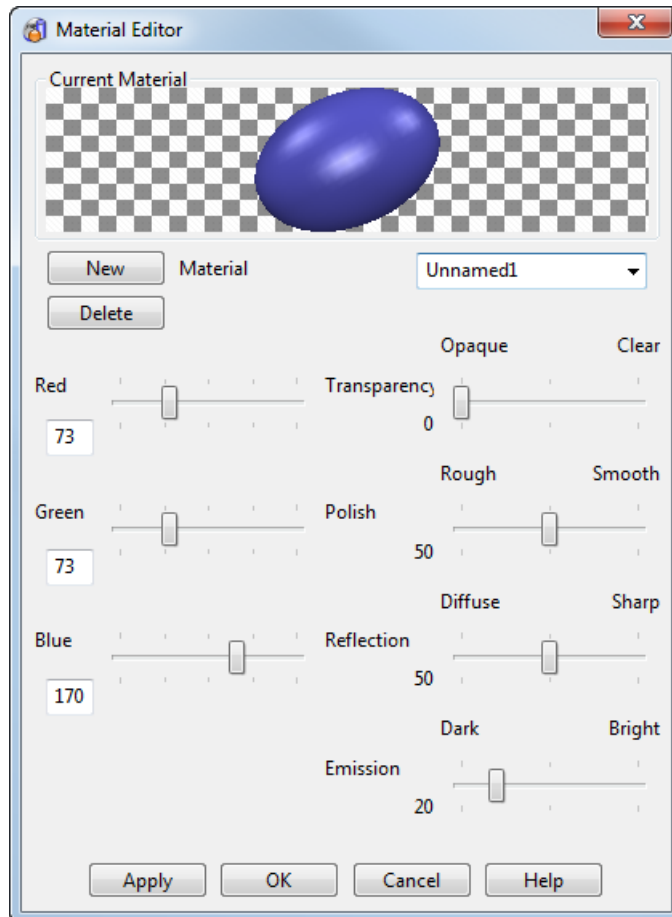 Material Editor
Current Material
New Material Unnamed1
Delete
Opaque Clear
Red Transparency
73 0
Rough Smooth
Green Polish
73 50
Diffuse Sharp
Blue Reflection
170 50
Dark Bright
Emission
20
Apply OK Cancel Help